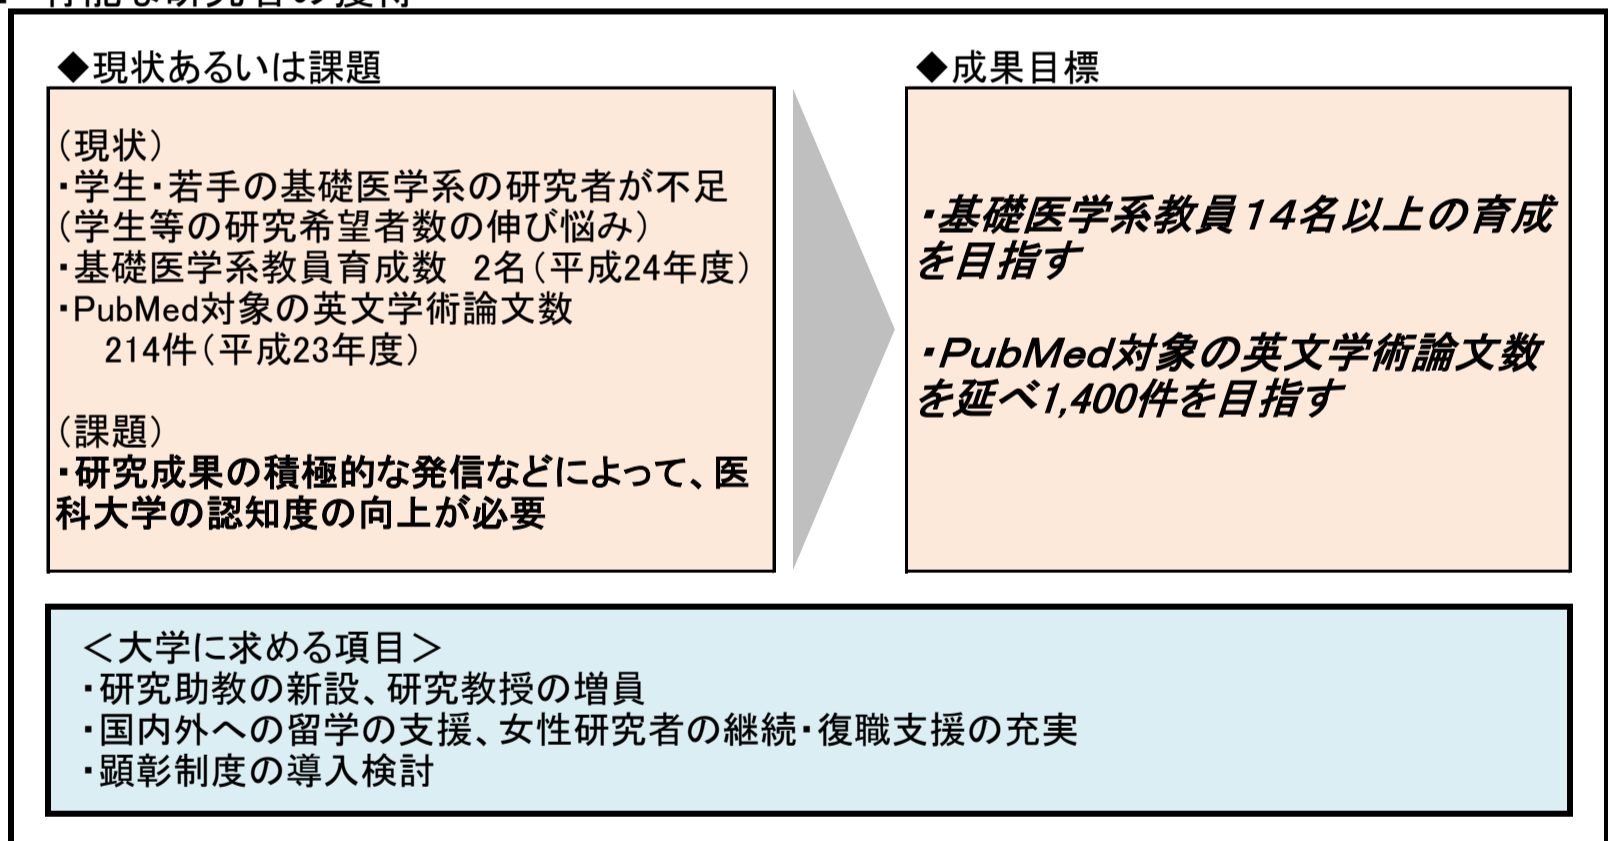 ◆現状あるいは課題
(現状)
・学生・若手の基礎医学系の研究者が不足
(学生等の研究希望者数の伸び悩み)
・基礎医学系教員育成数　2名(平成24年度)
・PubMed対象の英文学術論文数
214件(平成23年度)
(課題)
・研究成果の積極的な発信などによって、医
科大学の認知度の向上が必要
◆成果目標
・基礎医学系教員14名以上の育成
を目指す
・PubMed対象の英文学術論文数
を延べ1,400件を目指す
＜大学に求める項目＞
・研究助教の新設、研究教授の増員
・国内外への留学の支援、女性研究者の継続・復職支援の充実
・顕彰制度の導入検討